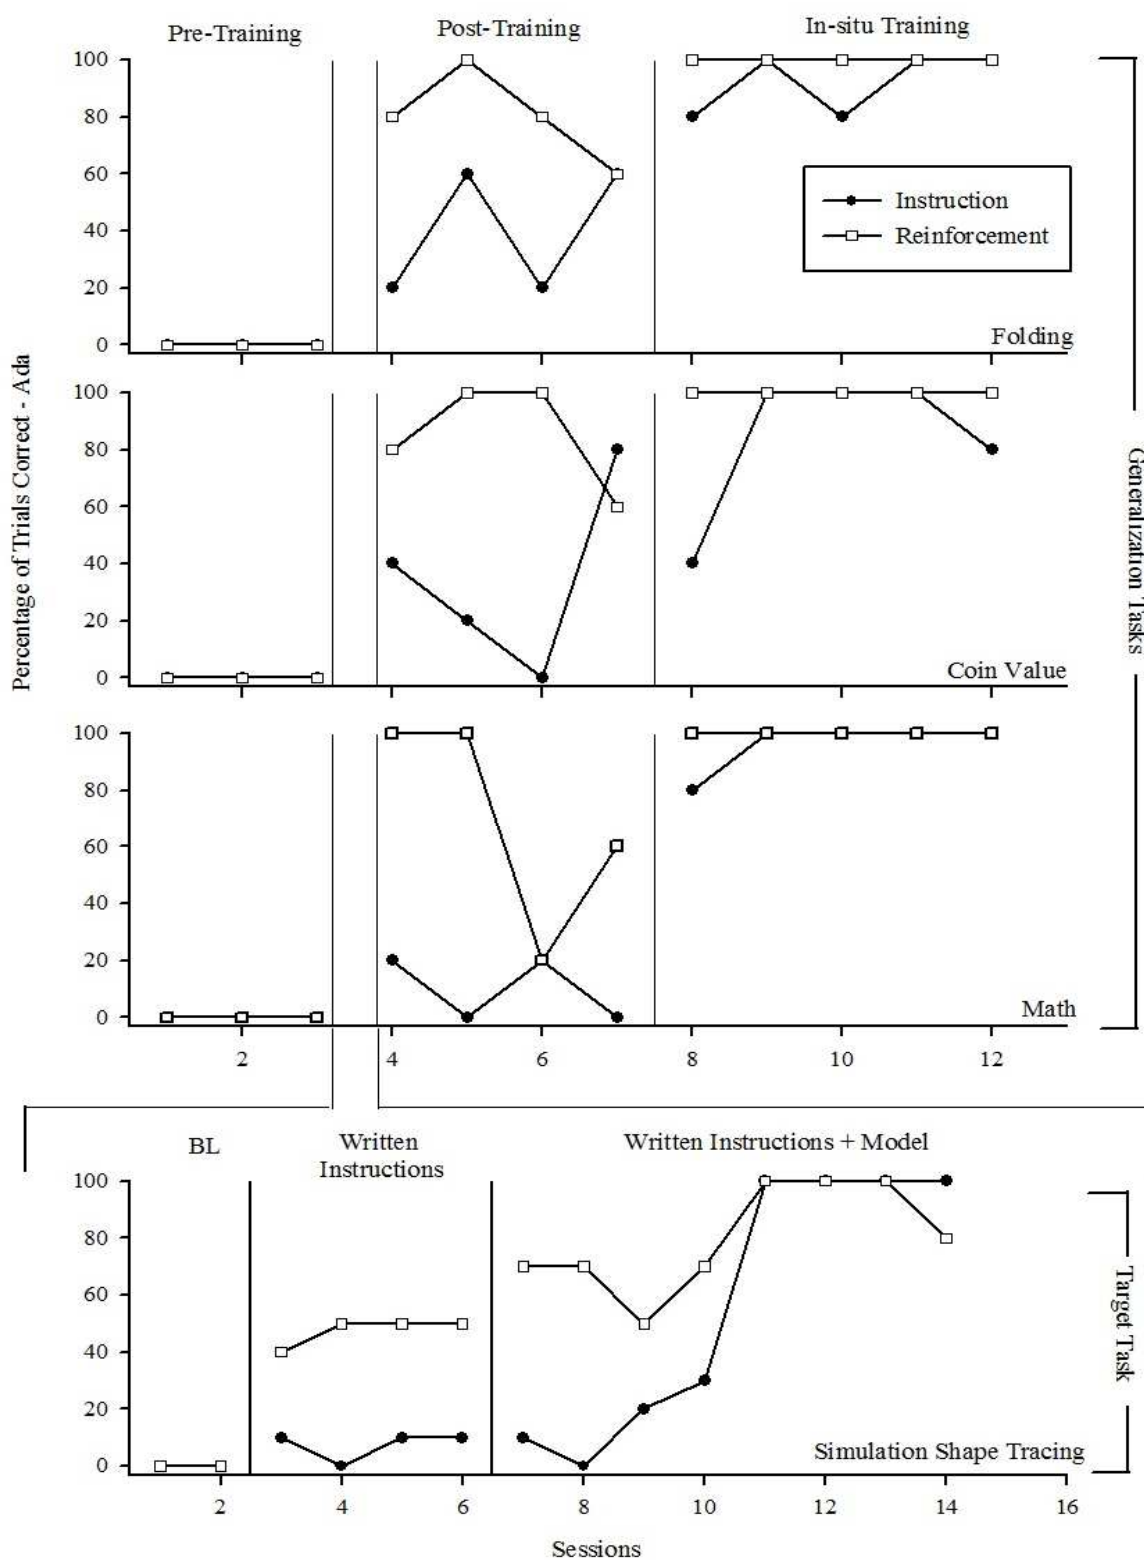 Pre-Training
Post-Training
In-situ Training
100
80
60
40
20
0
Instruction
Reinforcement
Folding
100
80
60
40
20
0
Coin Value
100
80
60
40
20
0
Math
2
4
6
8
10
12
Percentage of Trials Correct - Ada
Generalization Tasks
BL
Written
Instructions
Written Instructions + Model
100
80
60
40
20
0
Simulation Shape Tracing
2
4
6
8
10
12
14
16
Sessions
Target Task